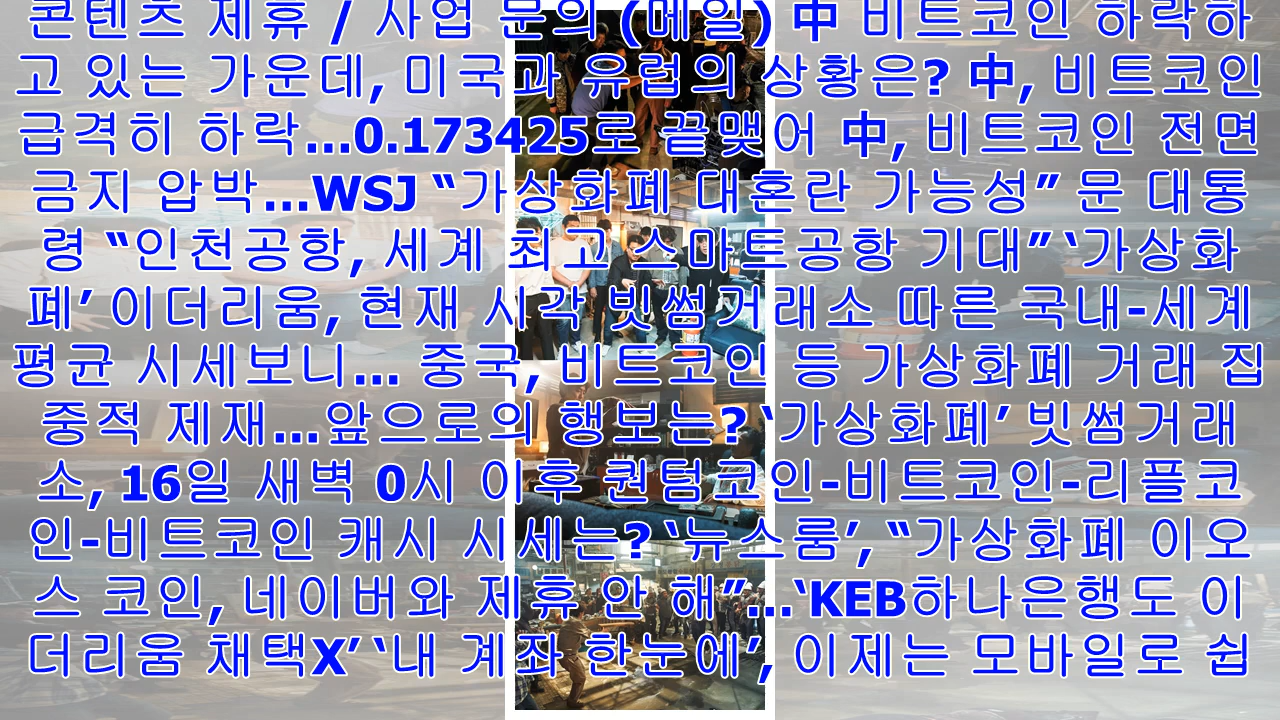 콘텐츠 제휴 / 사업 문의 (메일) 中 비트코인 하락하
고 있는 가운데, 미국과 유럽의 상황은? 中, 비트코인
급격히 하락...0.173425로 끝맺어 中, 비트코인 전면
금지 압박...WSJ “가상화폐 대혼란 가능성” 문 대통
령 “인천공항, 세계 최고 스마트공항 기대” ‘가상화
폐’ 이더리움, 현재 시각 빗썸거래소 따른 국내-세계
평균 시세보니... 중국, 비트코인 등 가상화폐 거래 집
중적 제재...앞으로의 행보는? ‘가상화폐’ 빗썸거래
소, 16일 새벽 0시 이후 퀀텀코인-비트코인-리플코
인-비트코인 캐시 시세는? ‘뉴스룸’, “가상화폐 이오
스 코인, 네이버와 제휴 안 해”...‘KEB하나은행도 이
더리움 채택X’ ‘내 계좌 한눈에’, 이제는 모바일로 쉽